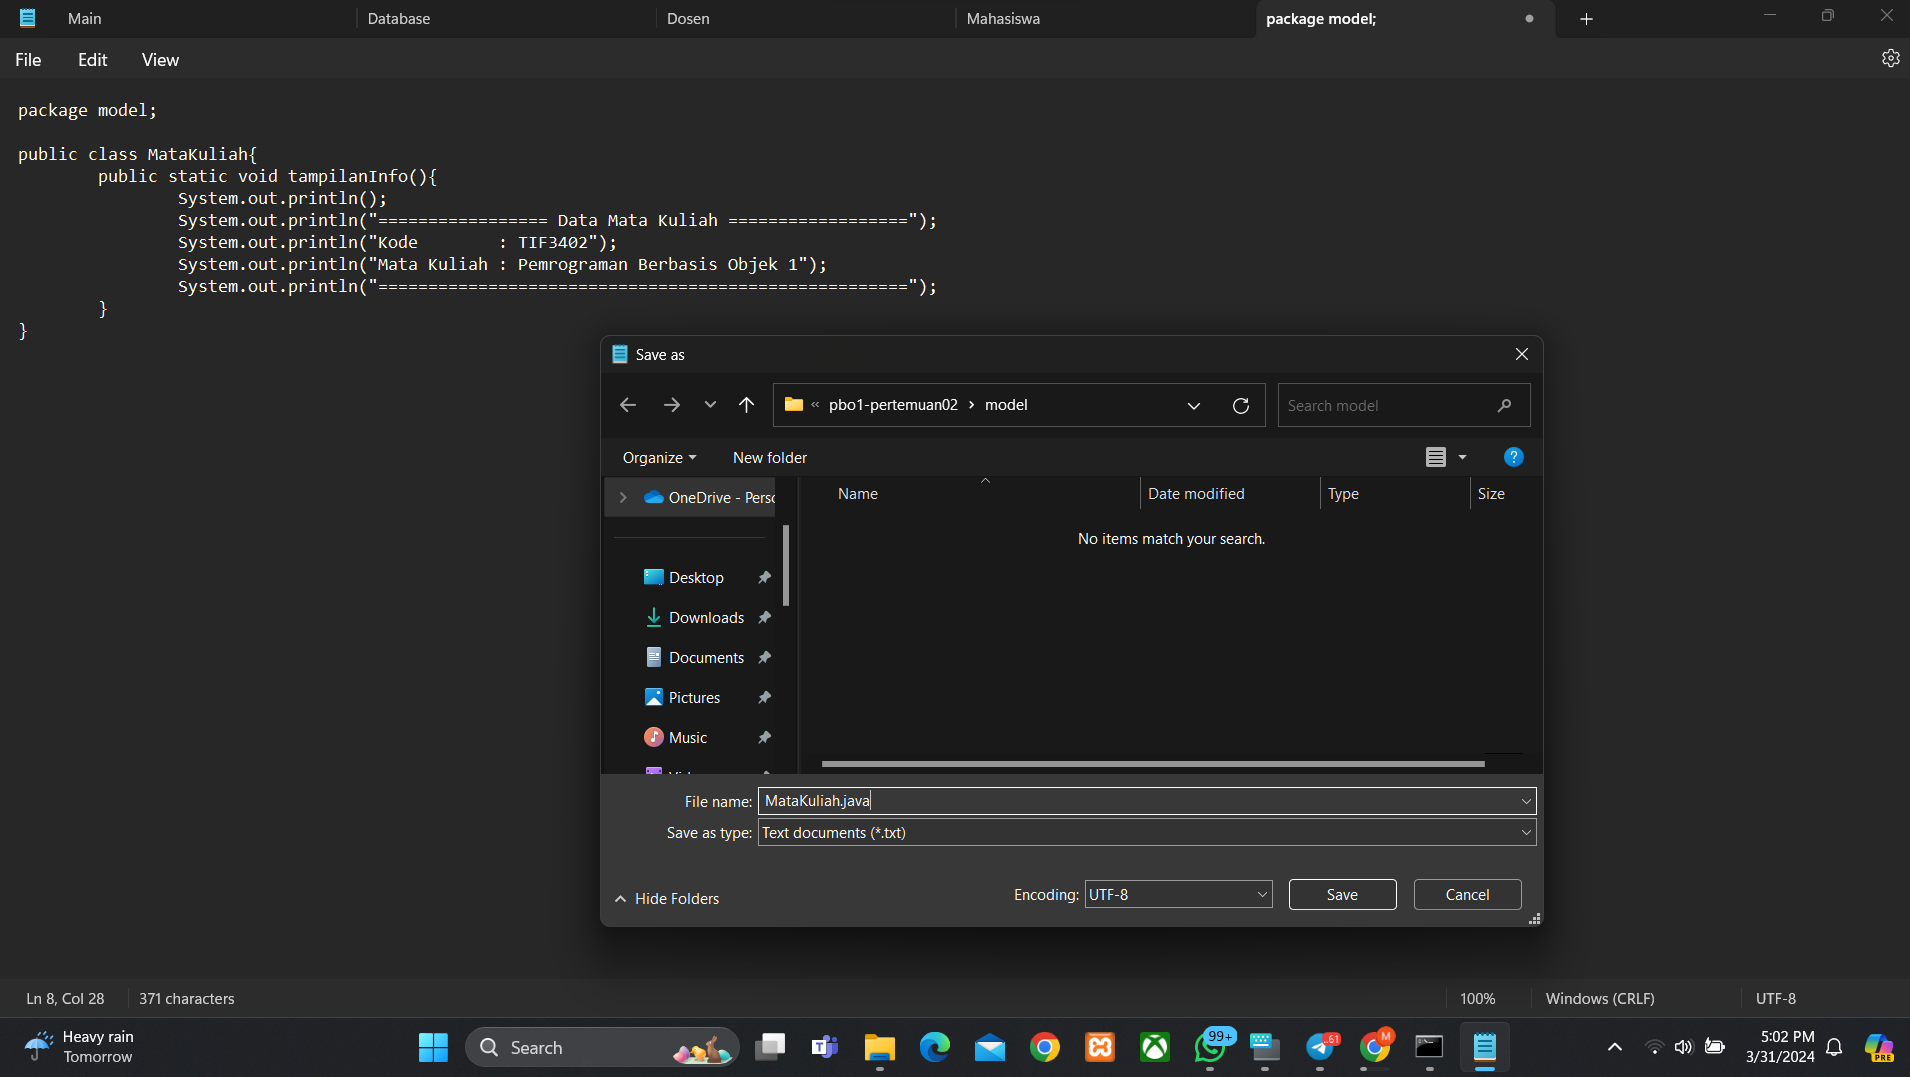 Main
Database
Dosen
Mahasiswa
package model;
File
Edit
View
package model;
public class MataKuliah{
public static void tampilanInfo(){
System.out.println();
System.out.println("================= Data Mata Kuliah ==================");
System.out.println("Kode        : TIF3402");
System.out.println("Mata Kuliah : Pemrograman Berbasis Objek 1");
System.out.println("=====================================================");
}
}
Save as
« pbo1-pertemuan02 > model
Search model
Organize
New folder
?
OneDrive - Perso
Name
Date modified
Type
Size
No items match your search.
Desktop
Downloads
Documents
Pictures
Music
File name: MataKuliah.java
Save as type: Text documents (*.txt)
Hide Folders
Encoding: UTF-8
Save
Cancel
Ln 8, Col 28
371 characters
100%
Windows (CRLF)
UTF-8
Heavy rain
Tomorrow
Search
99+
61
M
5:02 PM
3/31/2024
PRE